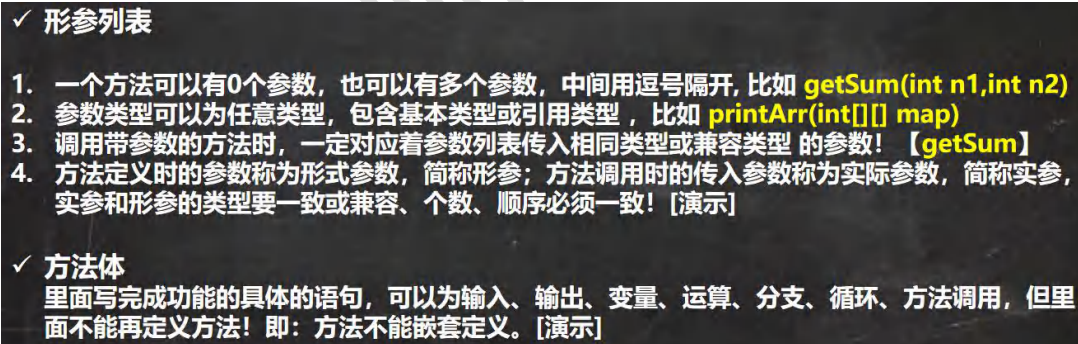 ✓ 形参列表
1. 一个方法可以有0个参数，也可以有多个参数，中间用逗号隔开, 比如 getSum(int n1,int n2)
2. 参数类型可以为任意类型，包含基本类型或引用类型 ，比如 printArr(int[][] map)
3. 调用带参数的方法时，一定对应着参数列表传入相同类型或兼容类型 的参数！【getSum】
4. 方法定义时的参数称为形式参数，简称形参；方法调用时的传入参数称为实际参数，简称实参，
实参和形参的类型要一致或兼容、个数、顺序必须一致！[演示]
✓ 方法体
里面写完成功能的具体的语句，可以为输入、输出、变量、运算、分支、循环、方法调用，但里
面不能再定义方法！即：方法不能嵌套定义。[演示]